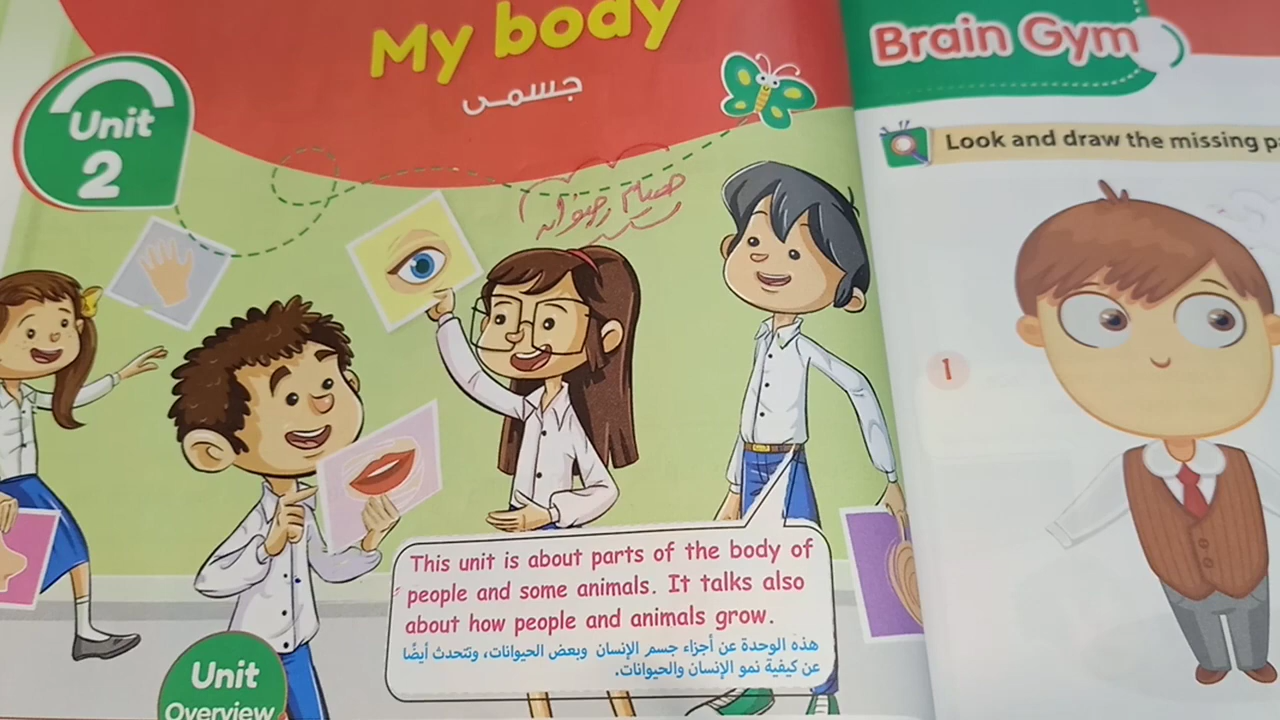 My body
جسمى
Unit
2
This unit is about parts of the body of
people and some animals. It talks also
about how people and animals grow.
هذه الوحدة عن أجزاء جسم الإنسان وبعض الحيوانات، وتتحدث أيضًا
عن كيفية نمو الإنسان والحيوانات.
Unit
Overview
Brain Gym
Look and draw the missing
1